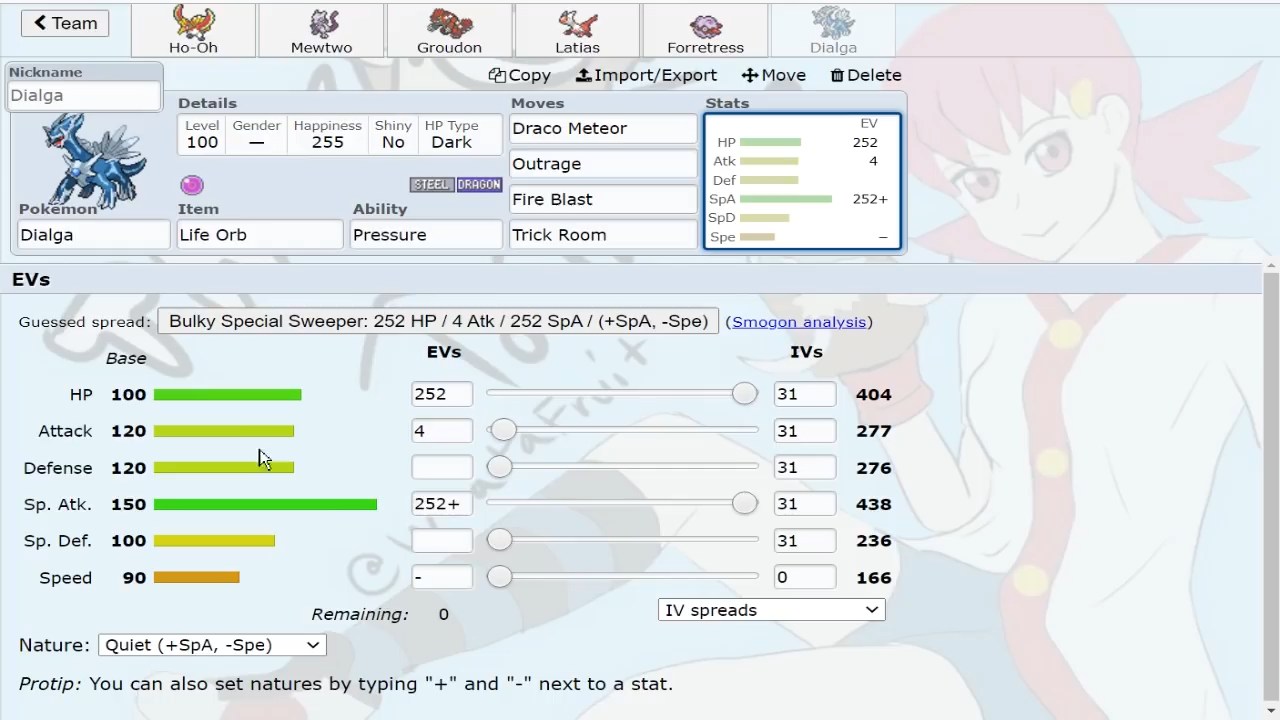 Team
Ho-Oh
Mewtwo
Groudon
Latias
Forretress
Dialga
Copy
Import/Export
Move
Delete
Nickname
Dialga
Details
Level 100
Gender —
Happiness 255
Shiny No
HP Type Dark
STEEL DRAGON
Pokémon
Dialga
Item
Life Orb
Ability
Pressure
Moves
Draco Meteor
Outrage
Fire Blast
Trick Room
Stats
EV
HP 252
Atk 4
Def
SpA 252+
SpD
Spe –
EVs
Guessed spread: Bulky Special Sweeper: 252 HP / 4 Atk / 252 SpA / (+SpA, -Spe) (Smogon analysis)
Base EVs IVs
HP 100 252 31 404
Attack 120 4 31 277
Defense 120 31 276
Sp. Atk. 150 252+ 31 438
Sp. Def. 100 31 236
Speed 90 - 0 166
Remaining: 0
IV spreads
Nature: Quiet (+SpA, -Spe)
Protip: You can also set natures by typing "+" and "-" next to a stat.